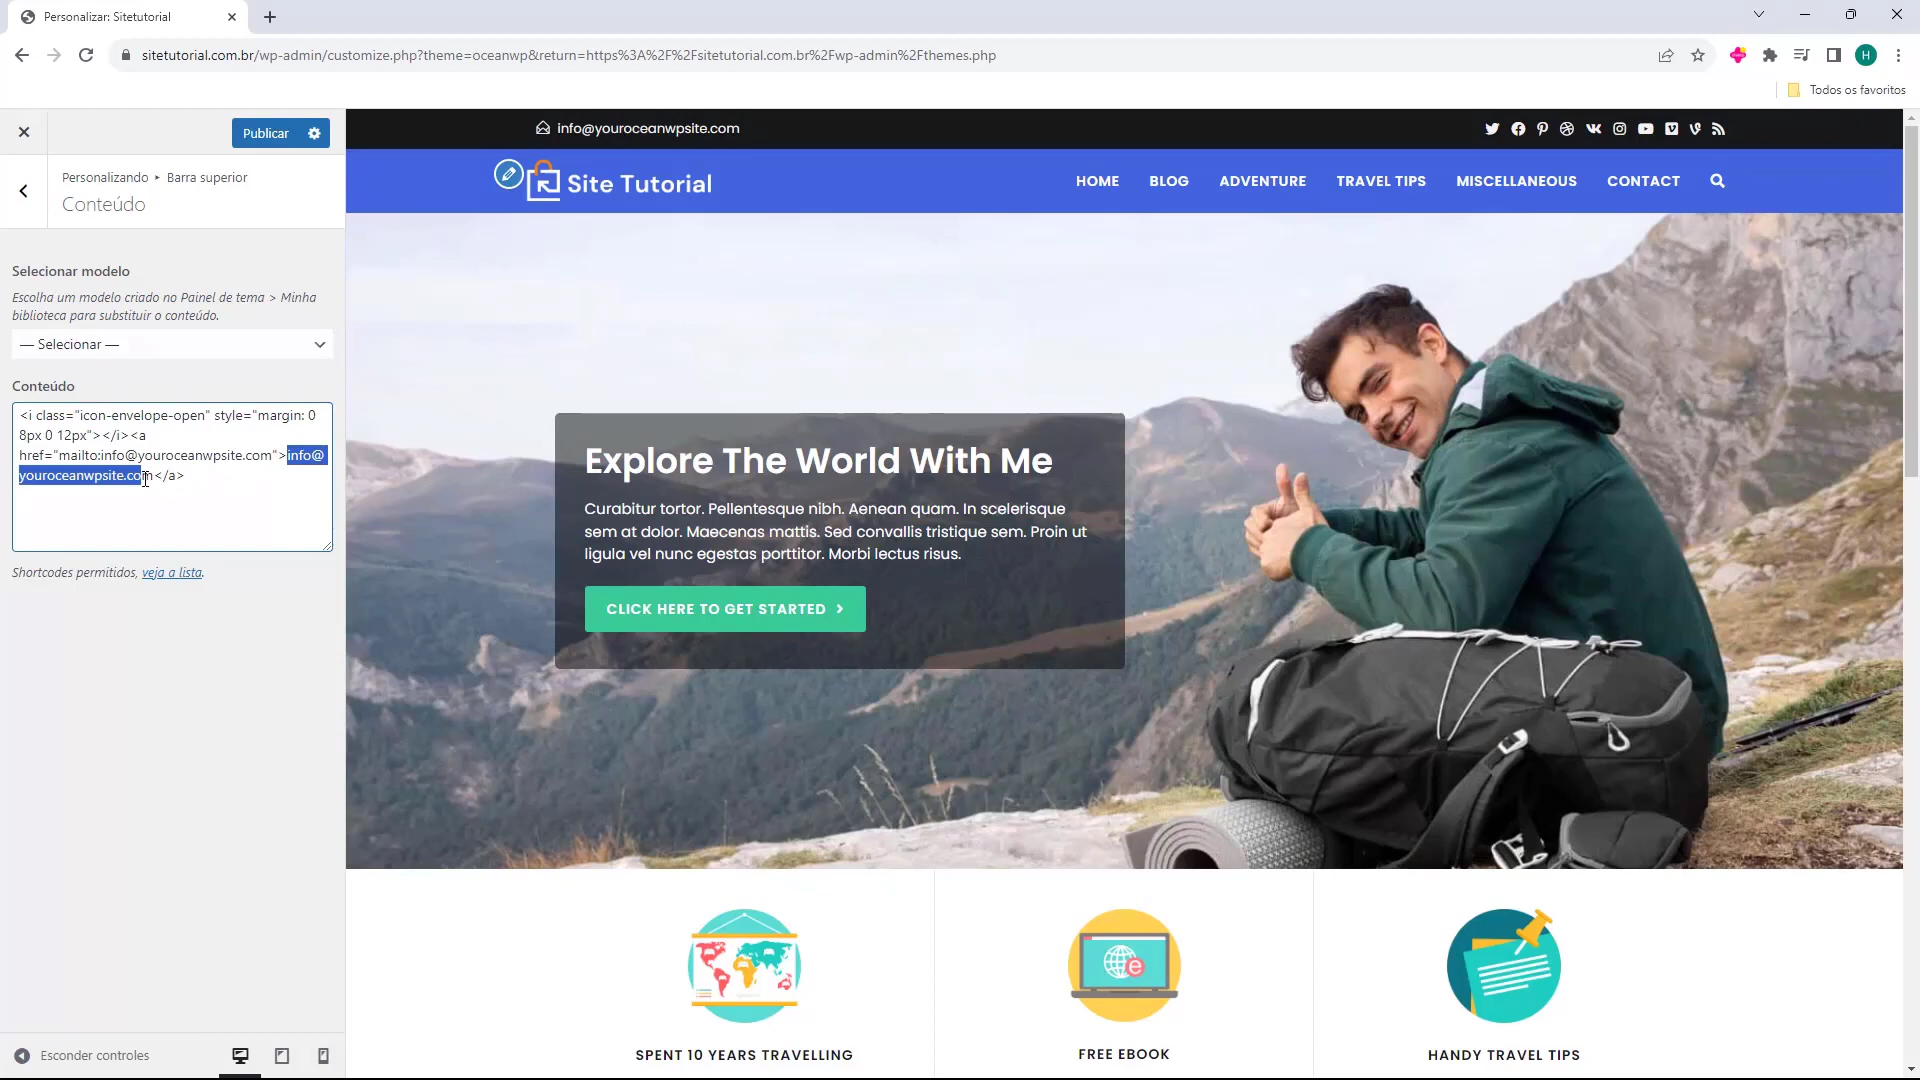 Personalizar: Sitetutorial
sitetutorial.com.br/wp-admin/customize.php?theme=oceanwp&return=https%3A%2F%2Fsitetutorial.com.br%2Fwp-admin%2Fthemes.php
H
Todos os favoritos
Publicar
Personalizando ▸ Barra superior
Conteúdo
Selecionar modelo
Escolha um modelo criado no Painel de tema > Minha
biblioteca para substituir o conteúdo.
— Selecionar —
Conteúdo
<i class="icon-envelope-open" style="margin: 0
8px 0 12px"></i><a
href="mailto:info@youroceanwpsite.com">info@
youroceanwpsite.com</a>
Shortcodes permitidos, veja a lista.
Esconder controles
info@youroceanwpsite.com
Site Tutorial
HOME BLOG ADVENTURE TRAVEL TIPS MISCELLANEOUS CONTACT
Explore The World With Me
Curabitur tortor. Pellentesque nibh. Aenean quam. In scelerisque
sem at dolor. Maecenas mattis. Sed convallis tristique sem. Proin ut
ligula vel nunc egestas porttitor. Morbi lectus risus.
CLICK HERE TO GET STARTED
e
SPENT 10 YEARS TRAVELLING
FREE EBOOK
HANDY TRAVEL TIPS